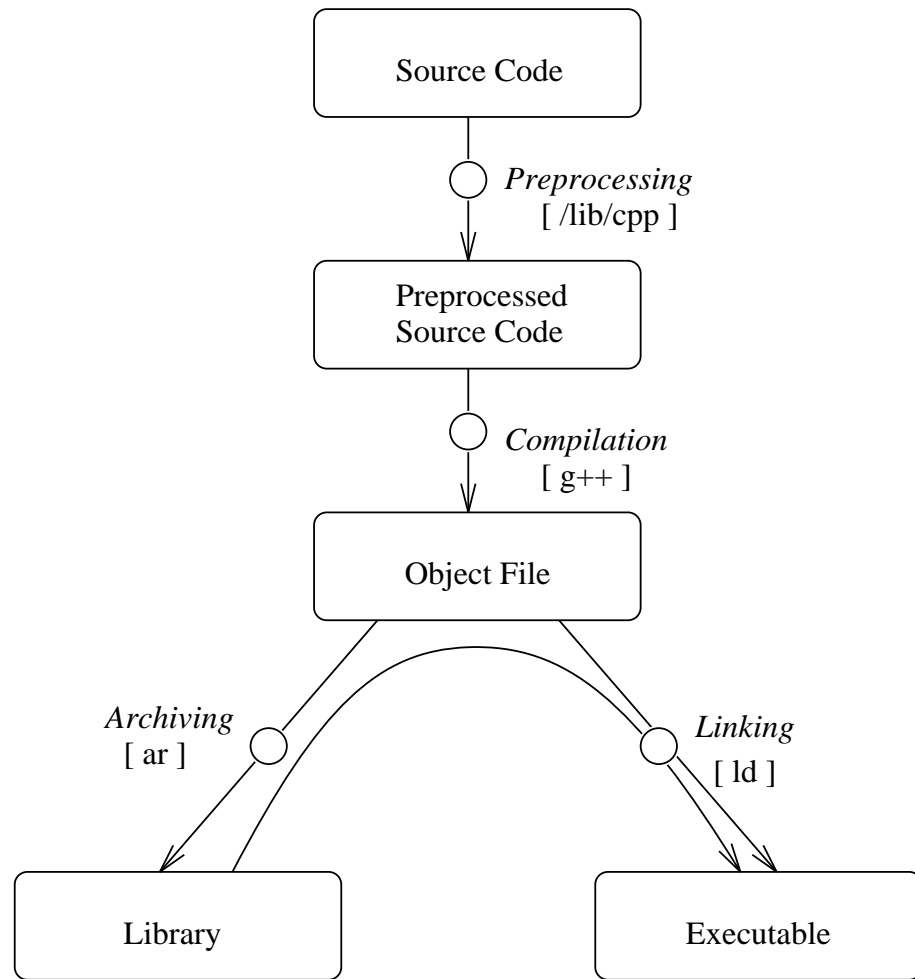 Source Code
Preprocessing
[ /lib/cpp ]
Preprocessed
Source Code
Compilation
[ g++ ]
Object File
Archiving
[ ar ]
Linking
[ ld ]
Library
Executable